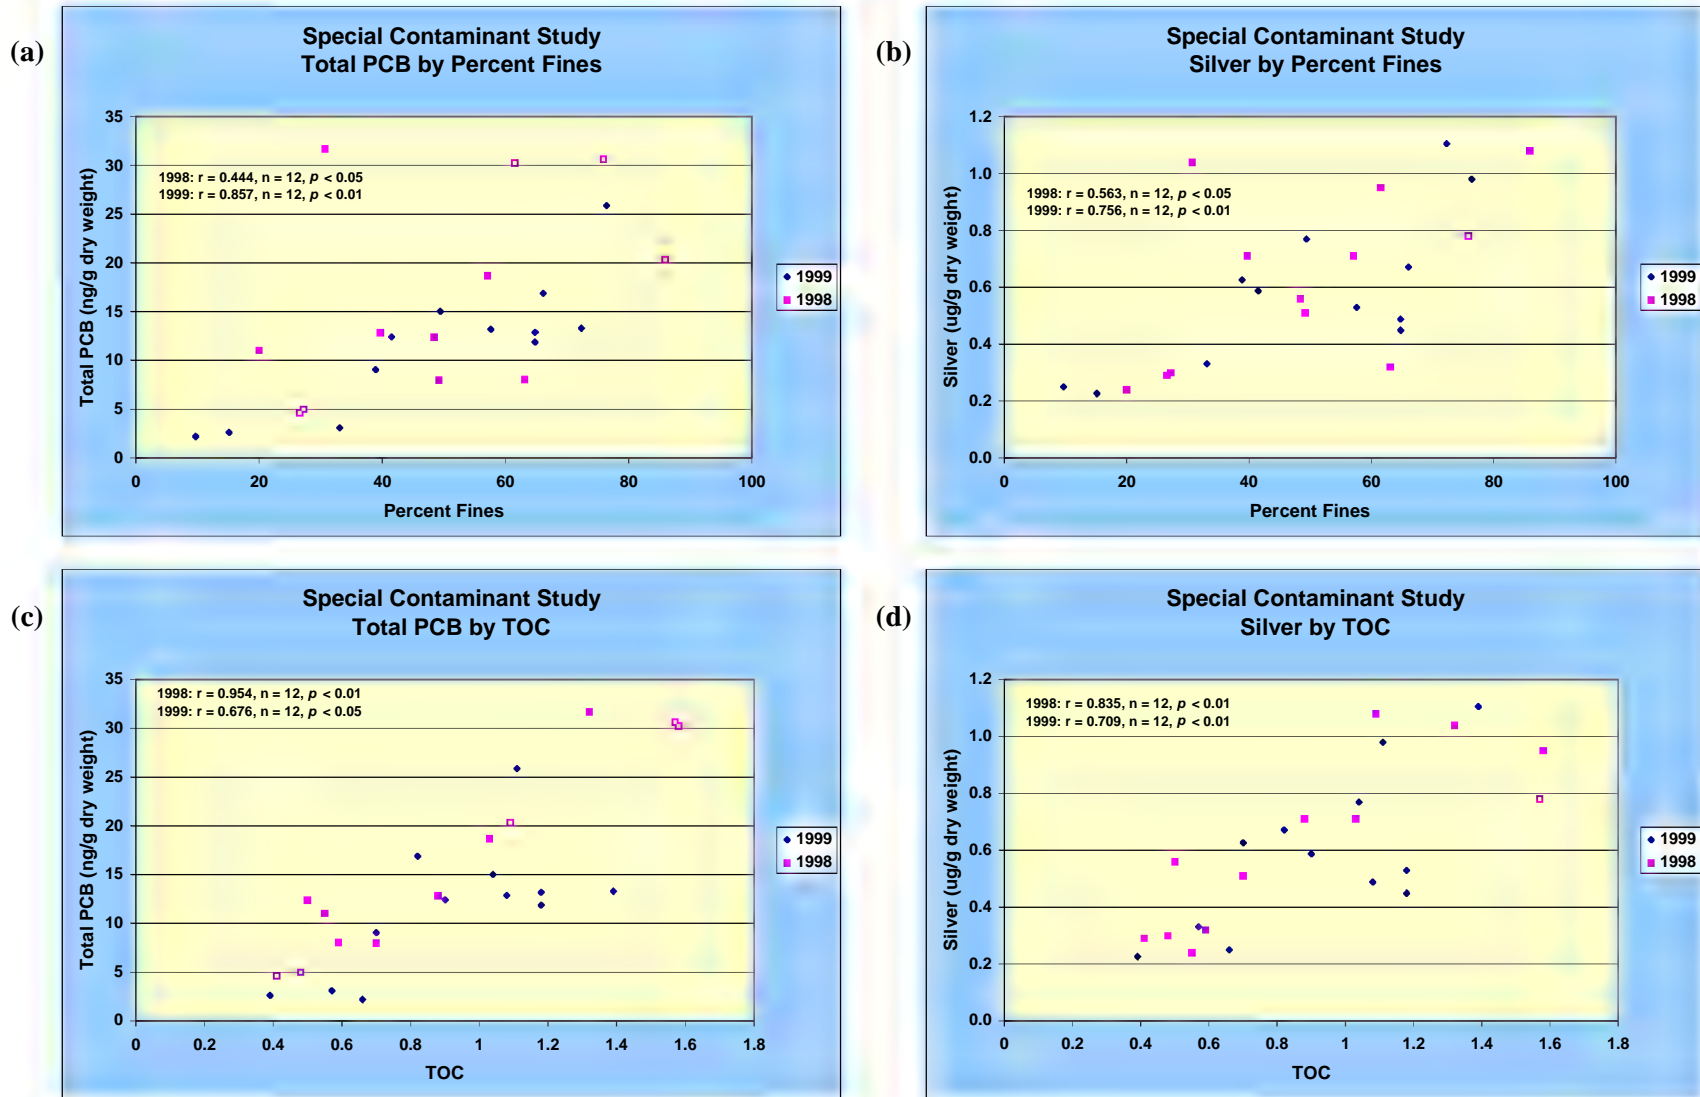 (a)
Special Contaminant Study
Total PCB by Percent Fines
35
30
25
20
15
10
5
0
Total PCB (ng/g dry weight)
1998: r = 0.444, n = 12, p < 0.05
1999: r = 0.857, n = 12, p < 0.01
0 20 40 60 80 100
Percent Fines
1999
1998
(b)
Special Contaminant Study
Silver by Percent Fines
1.2
1.0
0.8
0.6
0.4
0.2
0.0
Silver (ug/g dry weight)
1998: r = 0.563, n = 12, p < 0.05
1999: r = 0.756, n = 12, p < 0.01
0 20 40 60 80 100
Percent Fines
1999
1998
(c)
Special Contaminant Study
Total PCB by TOC
35
30
25
20
15
10
5
0
Total PCB (ng/g dry weight)
1998: r = 0.954, n = 12, p < 0.01
1999: r = 0.676, n = 12, p < 0.05
0 0.2 0.4 0.6 0.8 1 1.2 1.4 1.6 1.8
TOC
1999
1998
(d)
Special Contaminant Study
Silver by TOC
1.2
1.0
0.8
0.6
0.4
0.2
0.0
Silver (ug/g dry weight)
1998: r = 0.835, n = 12, p < 0.01
1999: r = 0.709, n = 12, p < 0.01
0 0.2 0.4 0.6 0.8 1 1.2 1.4 1.6 1.8
TOC
1999
1998